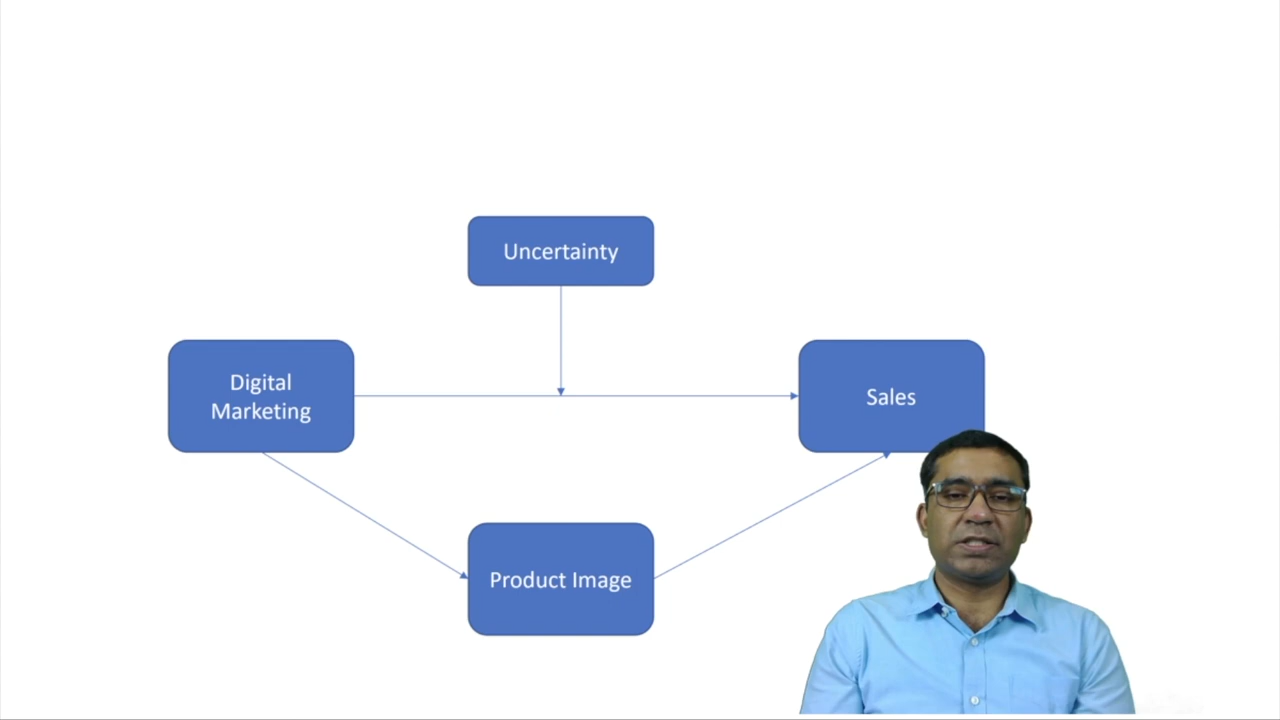 Uncertainty
Digital
Marketing
Sales
Product Image